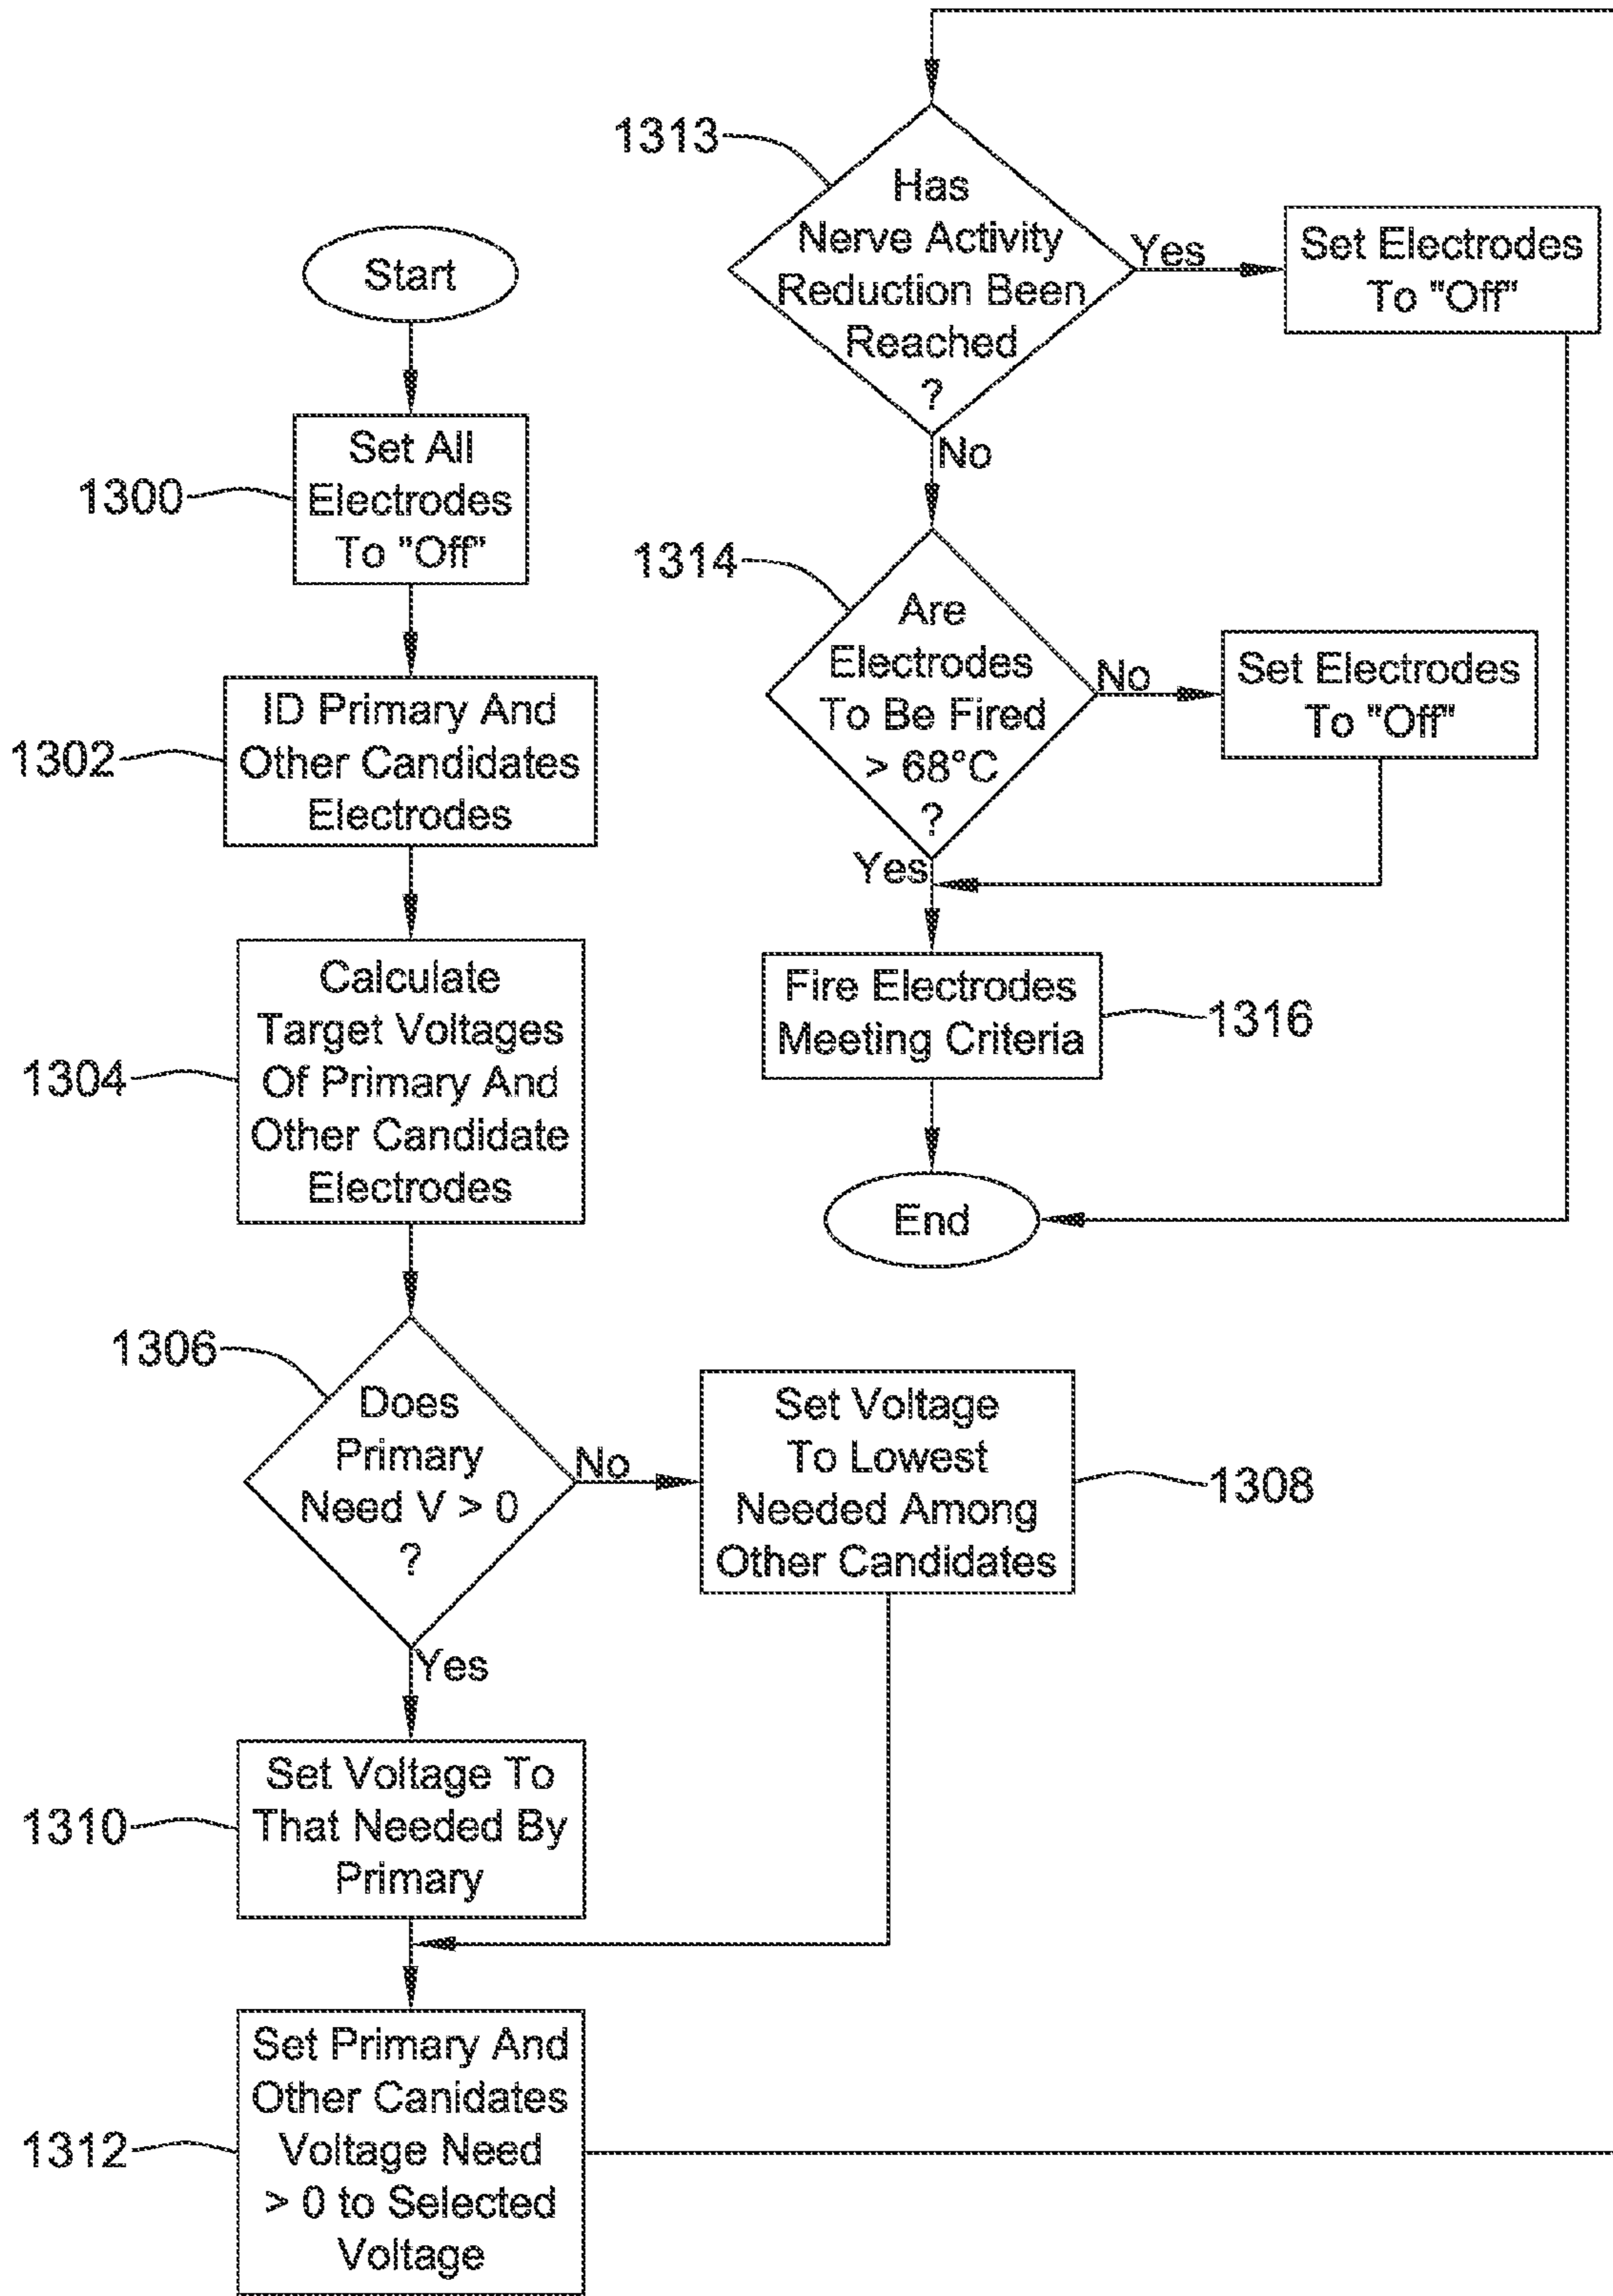 Start
1300
Set All
Electrodes
To "Off"
1302
ID Primary And
Other Candidates
Electrodes
1304
Calculate
Target Voltages
Of Primary And
Other Candidate
Electrodes
1306
Does
Primary
Need V > 0
?
No
Yes
Set Voltage
To Lowest
Needed Among
Other Candidates
1308
1310
Set Voltage To
That Needed By
Primary
1312
Set Primary And
Other Canidates
Voltage Need
> 0 to Selected
Voltage
1313
Has
Nerve Activity
Reduction Been
Reached
?
Yes
Set Electrodes
To "Off"
No
1314
Are
Electrodes
To Be Fired
> 68°C
?
No
Set Electrodes
To "Off"
Yes
Fire Electrodes
Meeting Criteria
1316
End